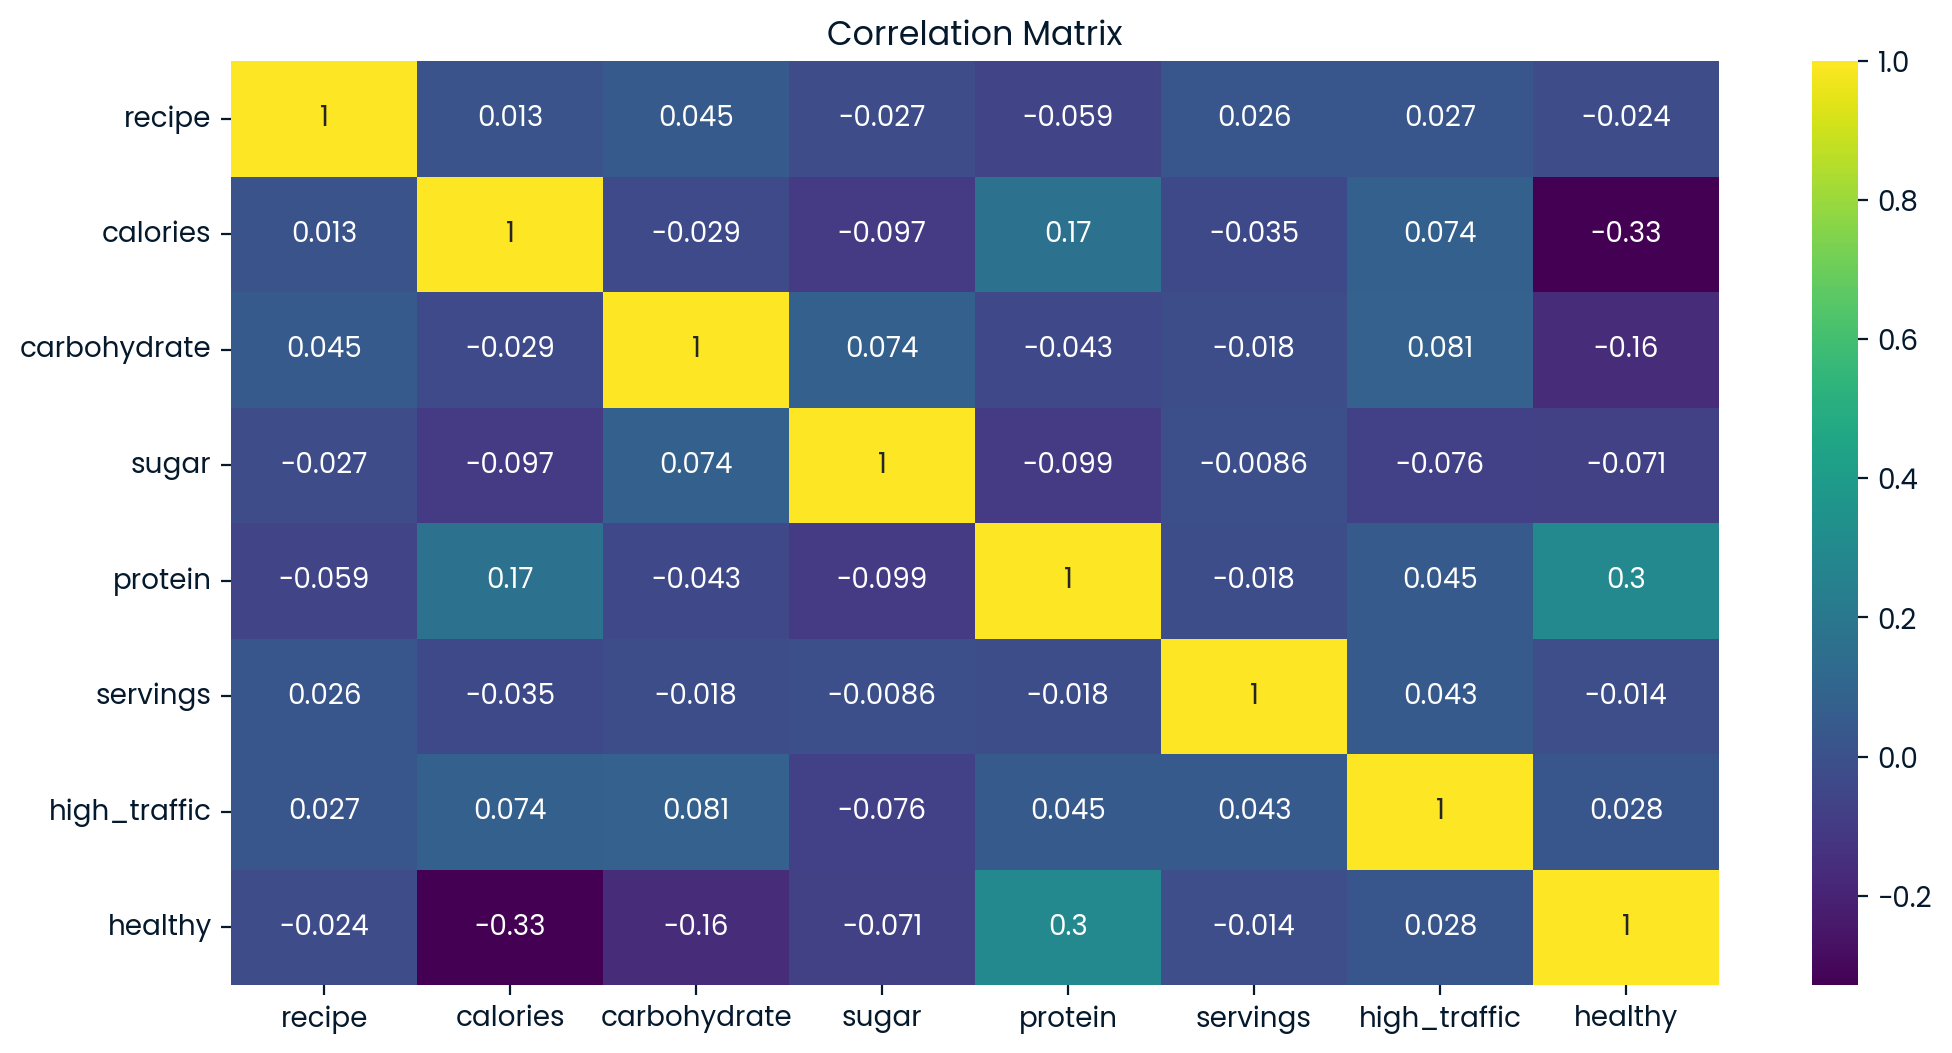 Correlation Matrix
recipe 1 0.013 0.045 -0.027 -0.059 0.026 0.027 -0.024
calories 0.013 1 -0.029 -0.097 0.17 -0.035 0.074 -0.33
carbohydrate 0.045 -0.029 1 0.074 -0.043 -0.018 0.081 -0.16
sugar -0.027 -0.097 0.074 1 -0.099 -0.0086 -0.076 -0.071
protein -0.059 0.17 -0.043 -0.099 1 -0.018 0.045 0.3
servings 0.026 -0.035 -0.018 -0.0086 -0.018 1 0.043 -0.014
high_traffic 0.027 0.074 0.081 -0.076 0.045 0.043 1 0.028
healthy -0.024 -0.33 -0.16 -0.071 0.3 -0.014 0.028 1
recipe calories carbohydrate sugar protein servings high_traffic healthy
1.0
0.8
0.6
0.4
0.2
0.0
-0.2